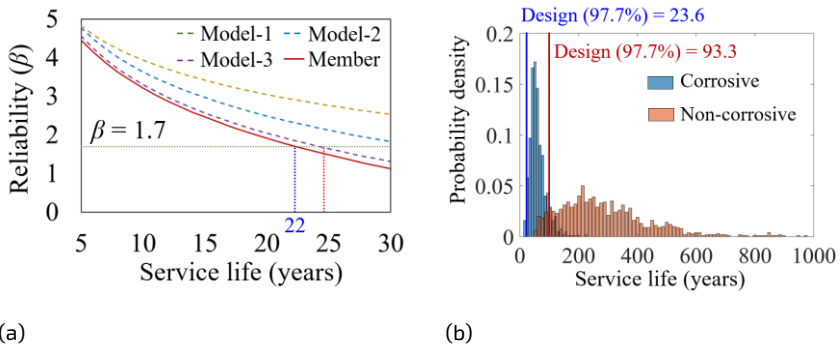 Model-1 Model-2
Model-3 Member
β = 1.7
22
Reliability (β)
5
4
3
2
1
0
5 10 15 20 25 30
Service life (years)
(a)
Design (97.7%) = 23.6
Design (97.7%) = 93.3
Corrosive
Non-corrosive
Probability density
0.2
0.15
0.1
0.05
0
0 200 400 600 800 1000
Service life (years)
(b)